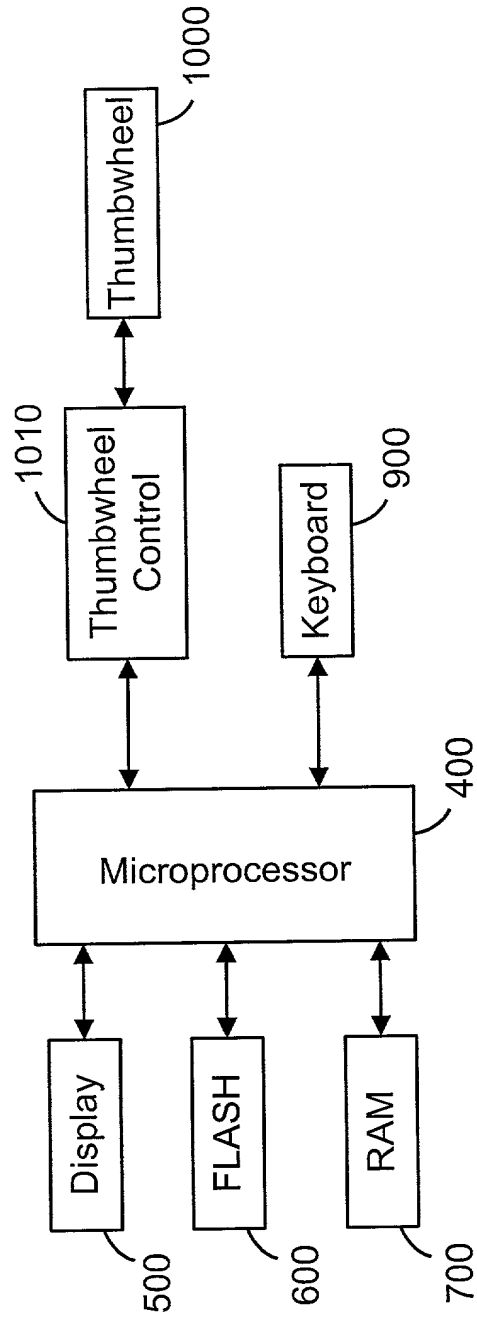 Display
500
FLASH
600
RAM
700
Microprocessor
400
Thumbwheel
Control
1010
Keyboard
900
Thumbwheel
1000